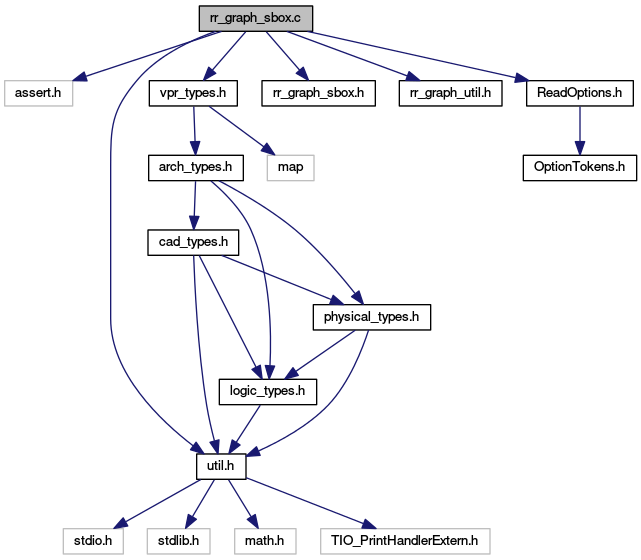 rr_graph_sbox.c
assert.h
vpr_types.h
rr_graph_sbox.h
rr_graph_util.h
ReadOptions.h
arch_types.h
map
OptionTokens.h
cad_types.h
physical_types.h
logic_types.h
util.h
stdio.h
stdlib.h
math.h
TIO_PrintHandlerExtern.h